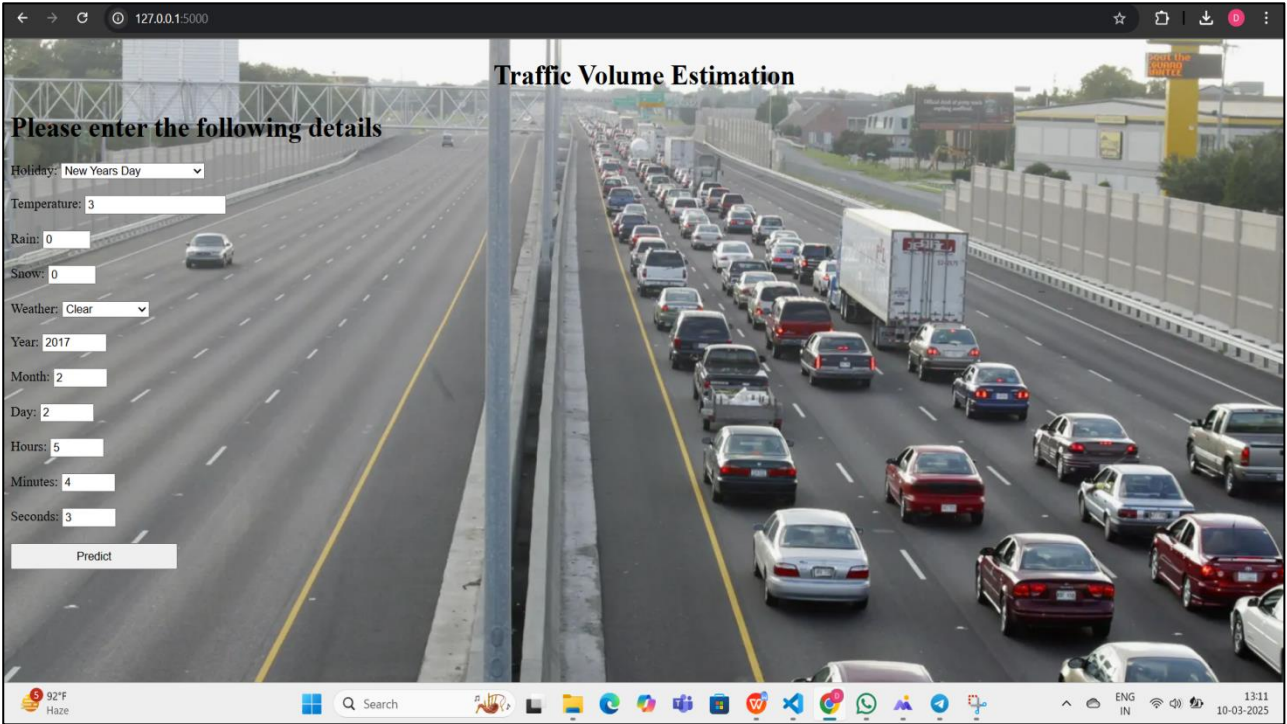 127.0.0.1:5000
D
Traffic Volume Estimation
Please enter the following details
Holiday: New Years Day
Temperature: 3
Rain: 0
Snow: 0
Weather: Clear
Year: 2017
Month: 2
Day: 2
Hours: 5
Minutes: 4
Seconds: 3
Predict
5
92°F
Haze
Search
ENG
IN
13:11
10-03-2025